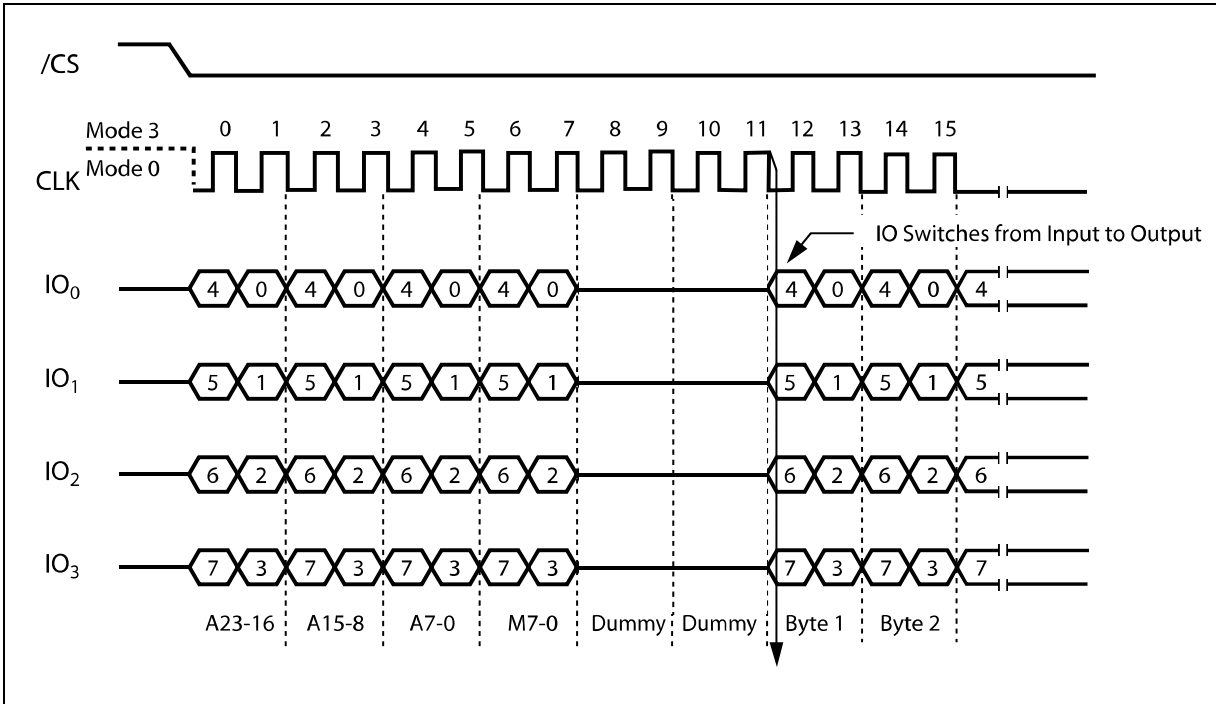 /CS
Mode 3
0 1 2 3 4 5 6 7 8 9 10 11 12 13 14 15
CLK Mode 0
IO Switches from Input to Output
IO0 4 0 4 0 4 0 4 0 4 0 4 0 4
IO1 5 1 5 1 5 1 5 1 5 1 5 1 5
IO2 6 2 6 2 6 2 6 2 6 2 6 2 6
IO3 7 3 7 3 7 3 7 3 7 3 7 3 7
A23-16 A15-8 A7-0 M7-0 Dummy Dummy Byte 1 Byte 2